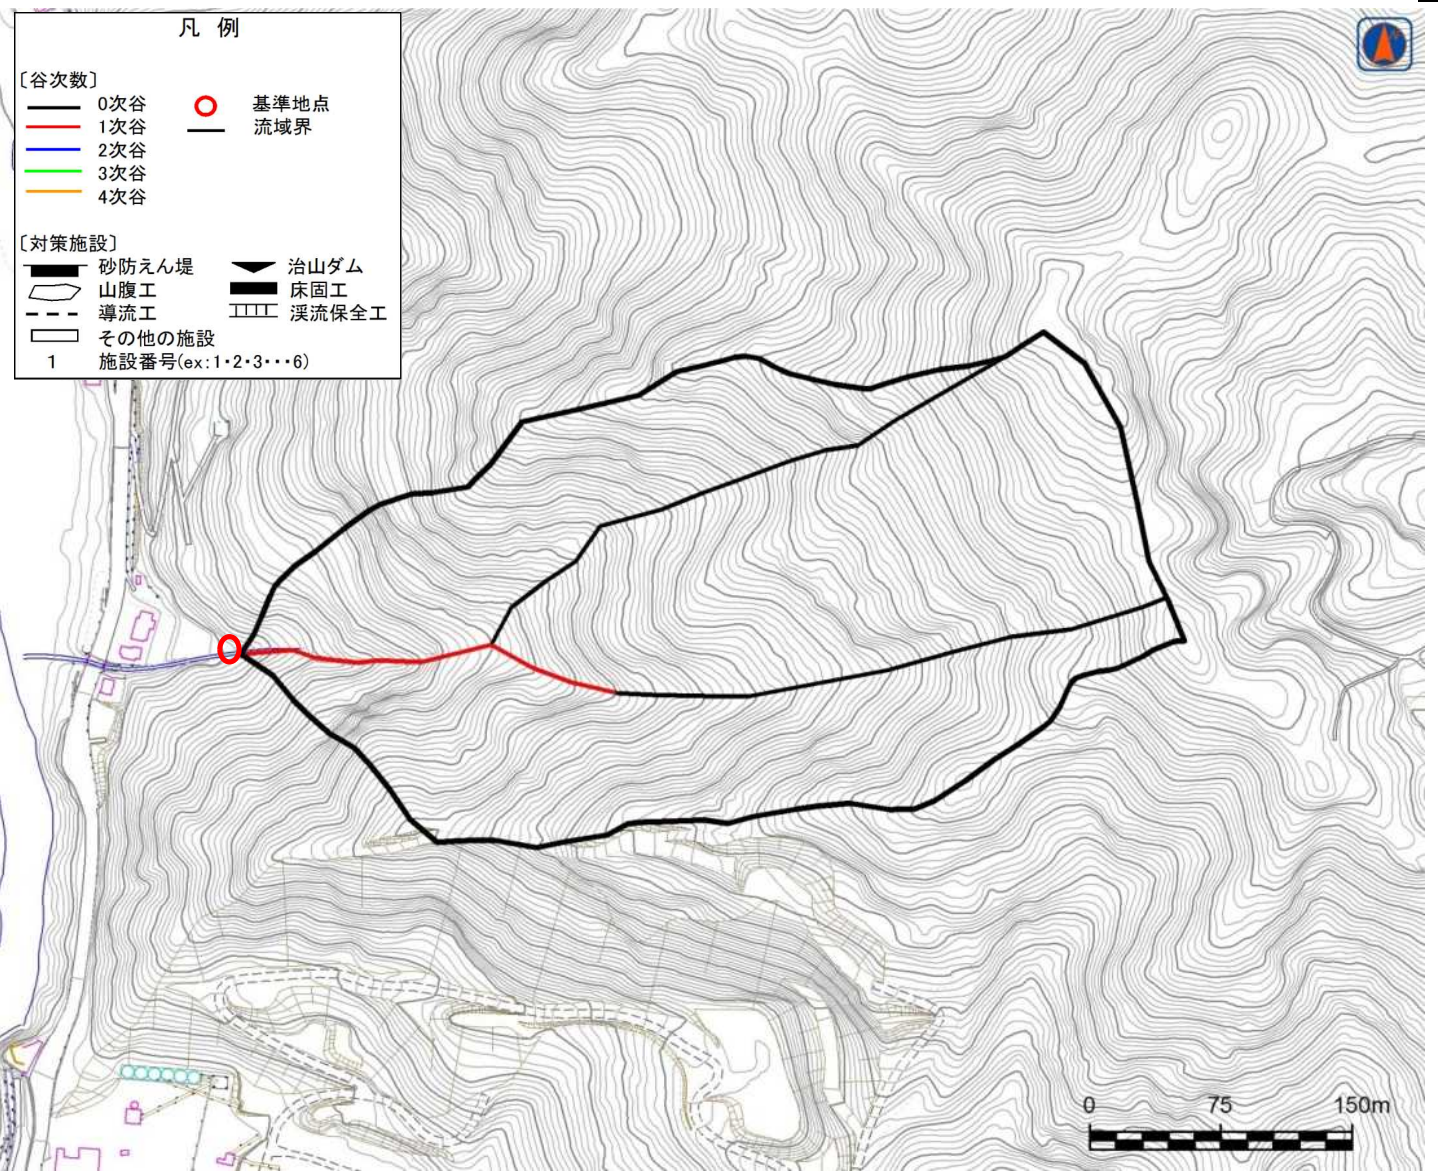 凡 例
〔谷次数〕
0次谷 基準地点
1次谷 流域界
2次谷
3次谷
4次谷
〔対策施設〕
砂防えん堤 治山ダム
山腹工 床固工
導流工 渓流保全工
その他の施設
1 施設番号(ex:1・2・3・・・6)
0 75 150m